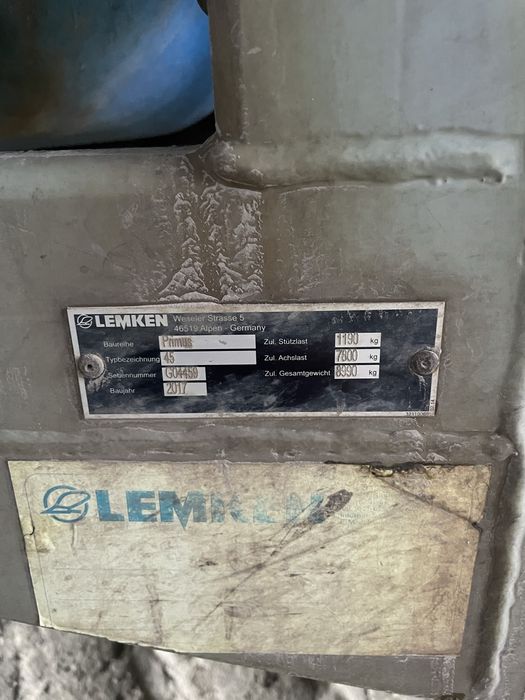 LEMKEN Weseler Strasse 5
46519 Alpen - Germany
Baureihe Primus Zul. Stützlast 1190 kg
Typbezeichnung 45 Zul. Achslast 7800 kg
Seriennummer G04450 Zul. Gesamtgewicht 8990 kg
Baujahr 2017
LEMKEN